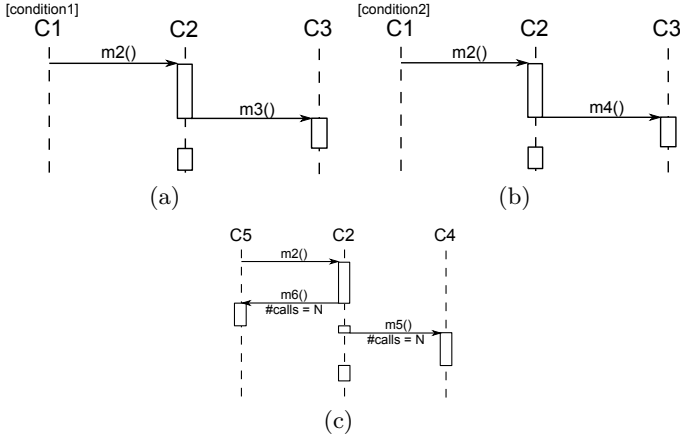 [condition1]
C1 C2 C3
m2()
m3()
(a)
[condition2]
C1 C2 C3
m2()
m4()
(b)
C5 C2 C4
m2()
m6()
#calls = N
m5()
#calls = N
(c)